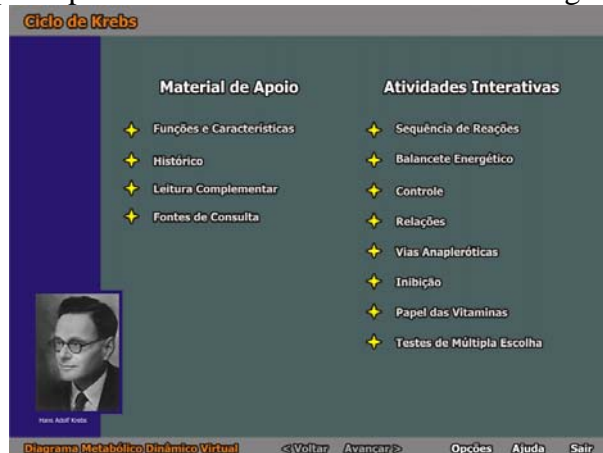 Ciclo de Krebs
Material de Apoio
Funções e Características
Histórico
Leitura Complementar
Fontes de Consulta
Atividades Interativas
Sequência de Reações
Balancete Energético
Controle
Relações
Vias Anapleróticas
Inibição
Papel das Vitaminas
Testes de Múltipla Escolha
Hans Adolf Krebs
Diagrama Metabólico Dinâmico Virtual <Voltar Avançar> Opções Ajuda Sair